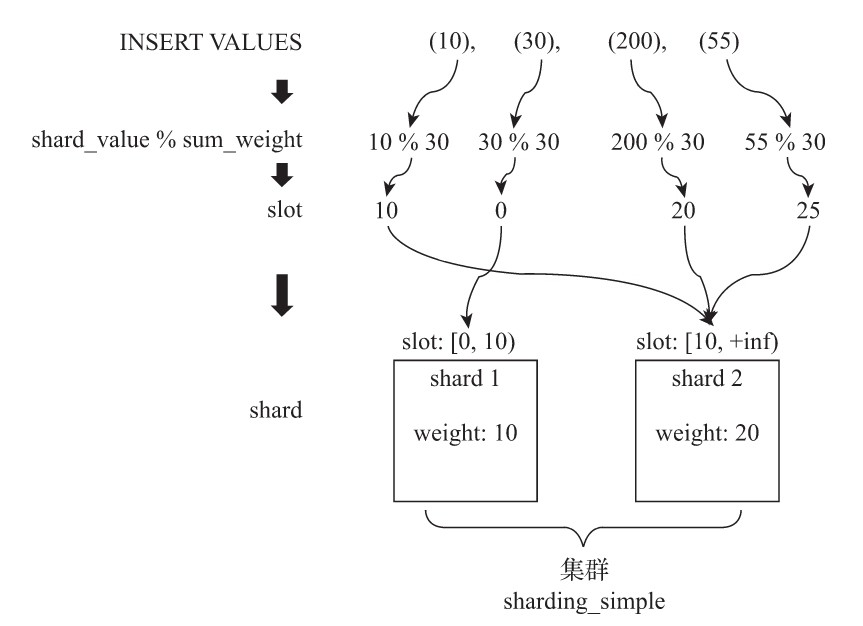 INSERT VALUES (10), (30), (200), (55)
shard_value % sum_weight 10 % 30 30 % 30 200 % 30 55 % 30
slot 10 0 20 25
slot: [0, 10) slot: [10, +inf)
shard 1 shard 2
shard
weight: 10 weight: 20
集群
sharding_simple